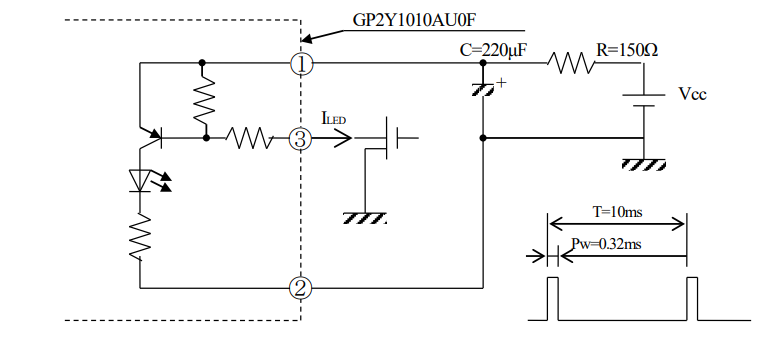 GP2Y1010AU0F
C=220μF
R=150Ω
①
+
Vcc
ILED
③
T=10ms
Pw=0.32ms
②